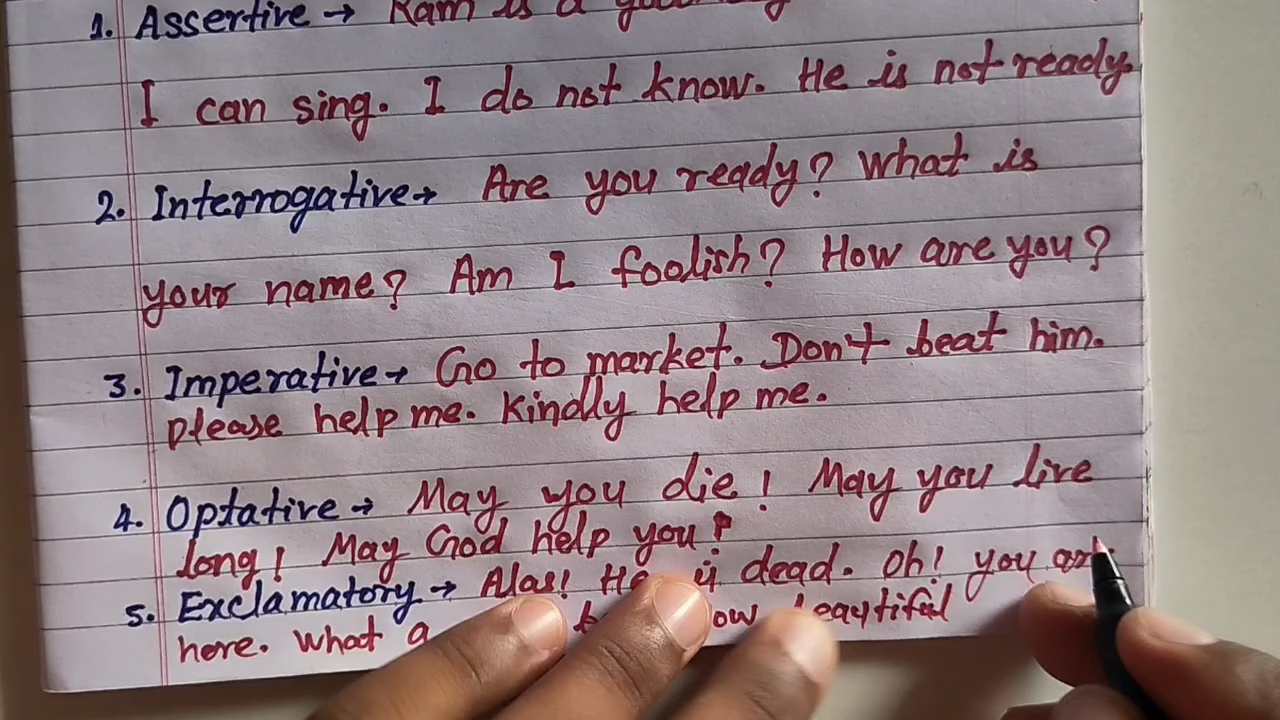 1. Assertive → Ram is a
I can sing. I do not know. He is not ready.
2. Interrogative → Are you ready? What is
your name? Am I foolish? How are you?
3. Imperative → Go to market. Don't beat him.
please help me. Kindly help me.
4. Optative → May you die! May you live
long! May God help you!
5. Exclamatory → Alas! He is dead. Oh! you are
here. What a beautiful